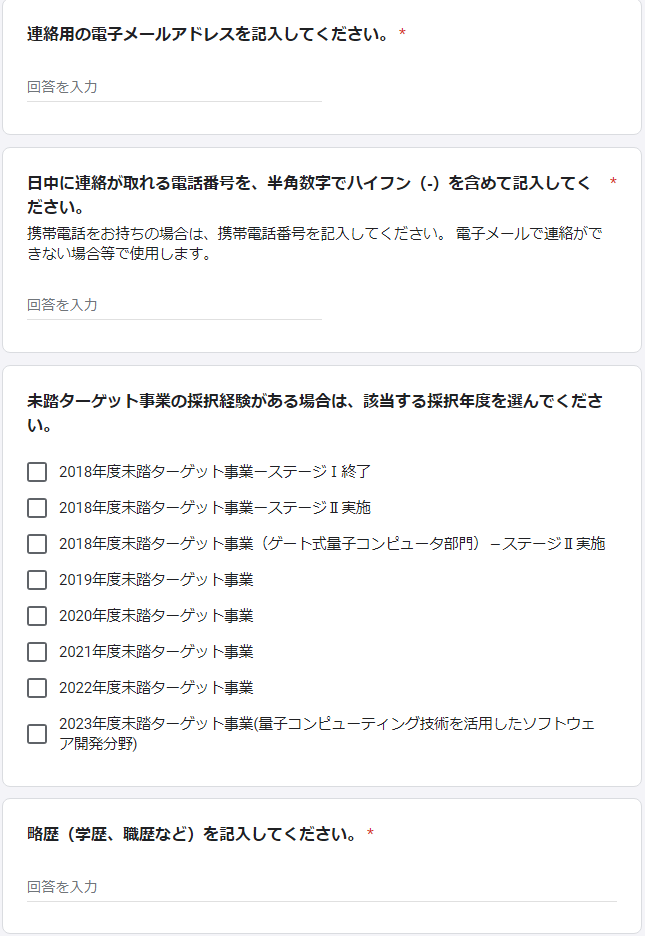 連絡用の電子メールアドレスを記入してください。 *
回答を入力
日中に連絡が取れる電話番号を、半角数字でハイフン（-）を含めて記入してく *
ださい。
携帯電話をお持ちの場合は、携帯電話番号を記入してください。 電子メールで連絡がで
きない場合等で使用します。
回答を入力
未踏ターゲット事業の採択経験がある場合は、該当する採択年度を選んでくださ
い。
2018年度未踏ターゲット事業ーステージⅠ終了
2018年度未踏ターゲット事業ーステージⅡ実施
2018年度未踏ターゲット事業（ゲート式量子コンピュータ部門）－ステージⅡ実施
2019年度未踏ターゲット事業
2020年度未踏ターゲット事業
2021年度未踏ターゲット事業
2022年度未踏ターゲット事業
2023年度未踏ターゲット事業(量子コンピューティング技術を活用したソフトウェ
ア開発分野)
略歴（学歴、職歴など）を記入してください。 *
回答を入力